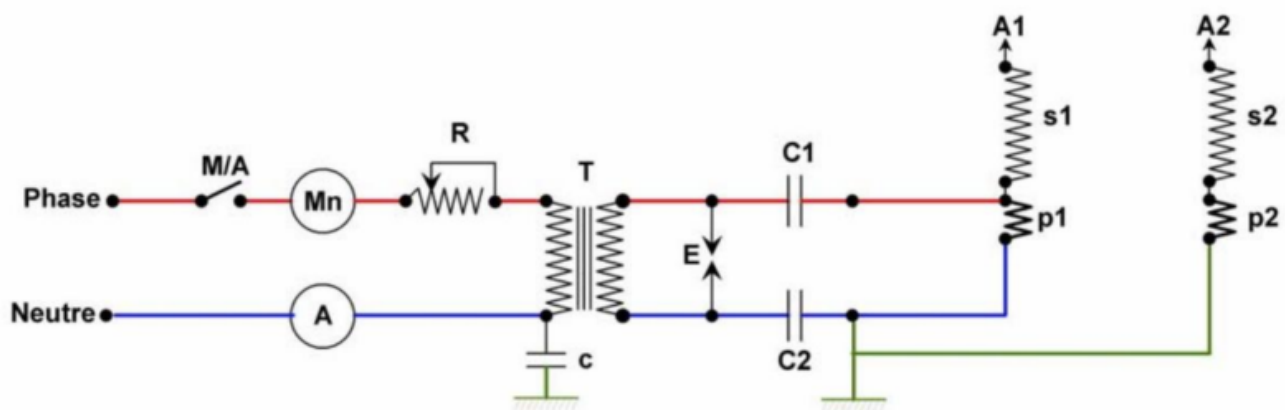 A1 A2
s1 s2
R
M/A T C1
Phase Mn p1 p2
E
Neutre A
c C2